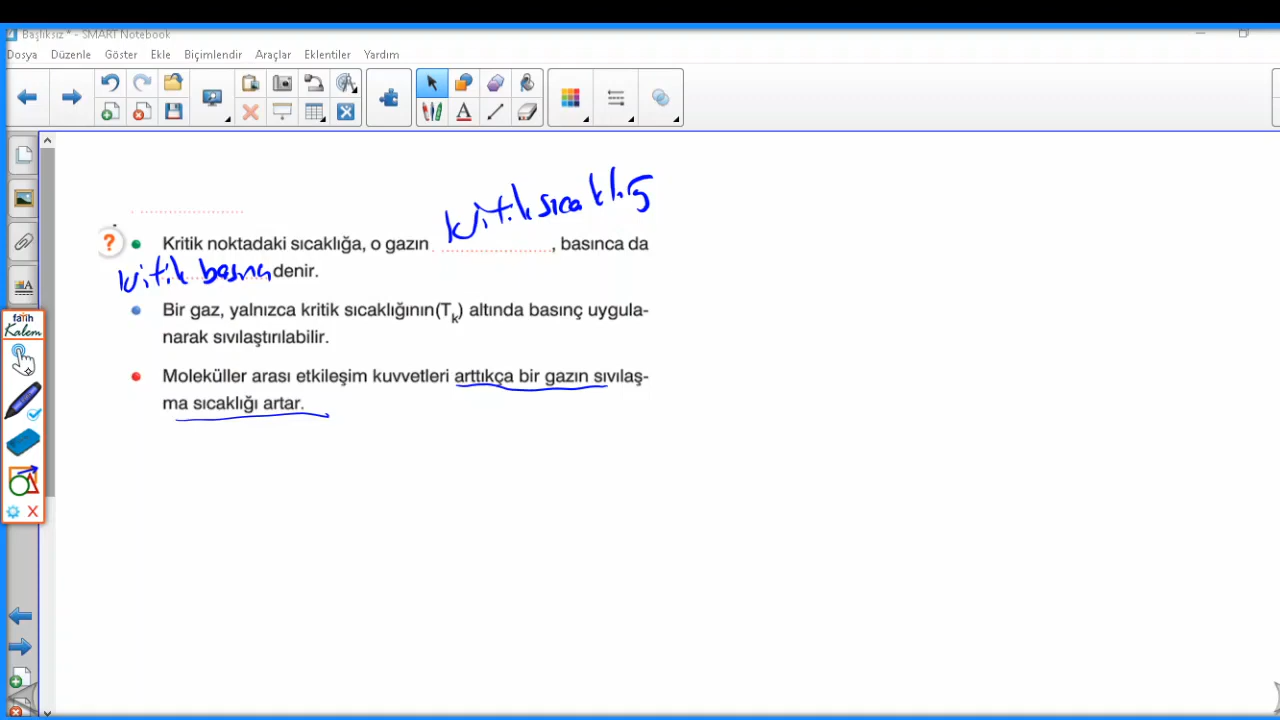 Başlıksız * - SMART Notebook
Dosya Düzenle Göster Ekle Biçimlendir Araçlar Eklentiler Yardım
kritik sıcaklığı
? • Kritik noktadaki sıcaklığa, o gazın ...................., basınca da
kritik basıncı denir.
• Bir gaz, yalnızca kritik sıcaklığının(Tk) altında basınç uygula-
narak sıvılaştırılabilir.
• Moleküller arası etkileşim kuvvetleri arttıkça bir gazın sıvılaş-
ma sıcaklığı artar.
fatih
Kalem